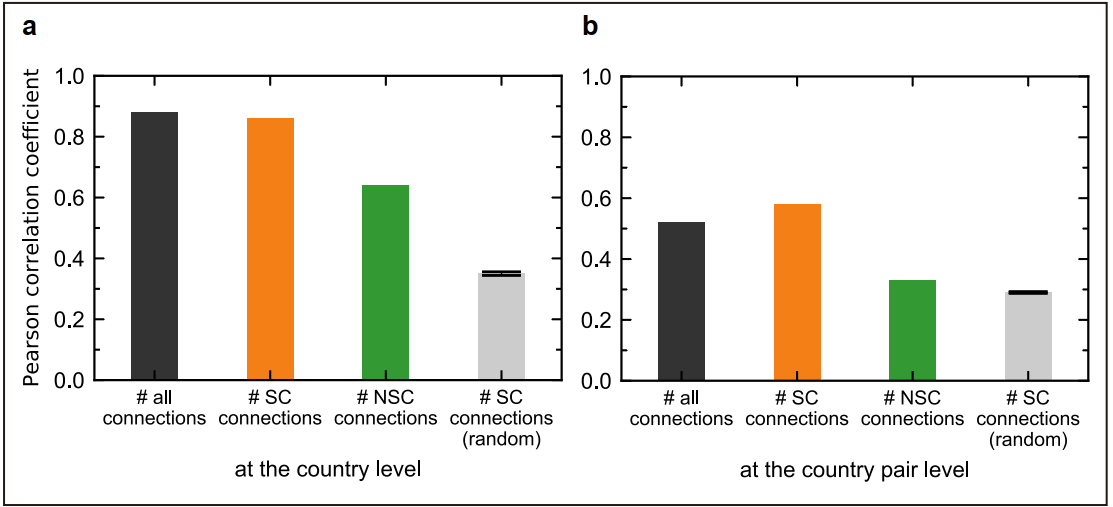 a
Pearson correlation coefficient
1.0
0.8
0.6
0.4
0.2
0.0
# all
connections
# SC
connections
# NSC
connections
# SC
connections
(random)
at the country level
b
1.0
0.8
0.6
0.4
0.2
0.0
# all
connections
# SC
connections
# NSC
connections
# SC
connections
(random)
at the country pair level